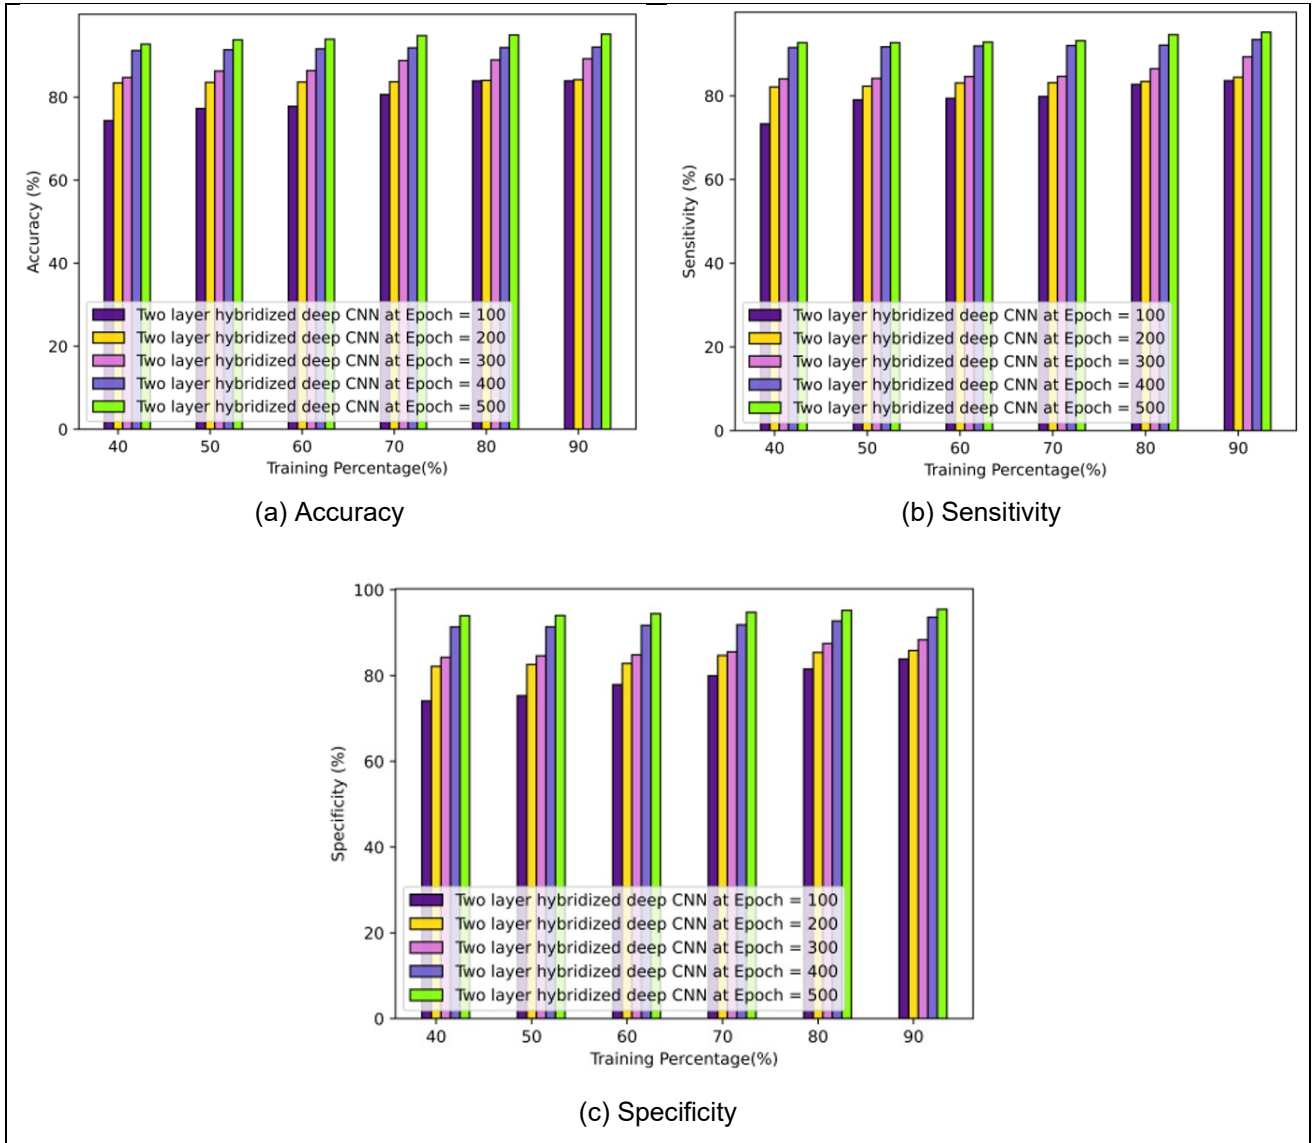 80
60
40
20
0
Accuracy (%)
Two layer hybridized deep CNN at Epoch = 100
Two layer hybridized deep CNN at Epoch = 200
Two layer hybridized deep CNN at Epoch = 300
Two layer hybridized deep CNN at Epoch = 400
Two layer hybridized deep CNN at Epoch = 500
40 50 60 70 80 90
Training Percentage(%)
(a) Accuracy
80
60
40
20
0
Sensitivity (%)
Two layer hybridized deep CNN at Epoch = 100
Two layer hybridized deep CNN at Epoch = 200
Two layer hybridized deep CNN at Epoch = 300
Two layer hybridized deep CNN at Epoch = 400
Two layer hybridized deep CNN at Epoch = 500
40 50 60 70 80 90
Training Percentage(%)
(b) Sensitivity
100
80
60
40
20
0
Specificity (%)
Two layer hybridized deep CNN at Epoch = 100
Two layer hybridized deep CNN at Epoch = 200
Two layer hybridized deep CNN at Epoch = 300
Two layer hybridized deep CNN at Epoch = 400
Two layer hybridized deep CNN at Epoch = 500
40 50 60 70 80 90
Training Percentage(%)
(c) Specificity